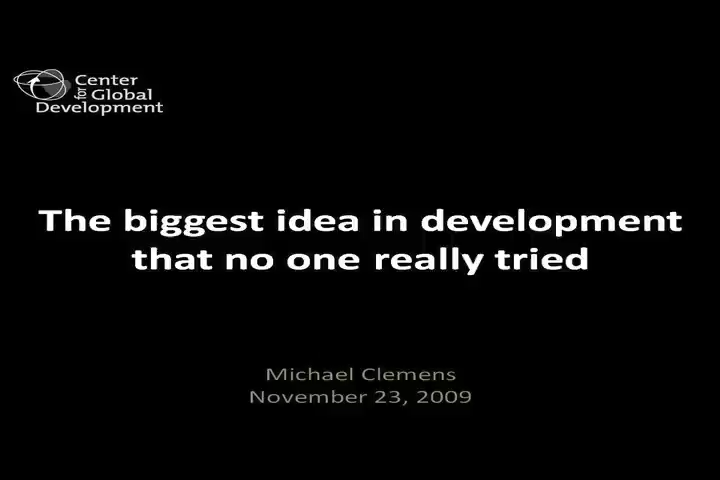 Center
for Global
Development
The biggest idea in development
that no one really tried
Michael Clemens
November 23, 2009